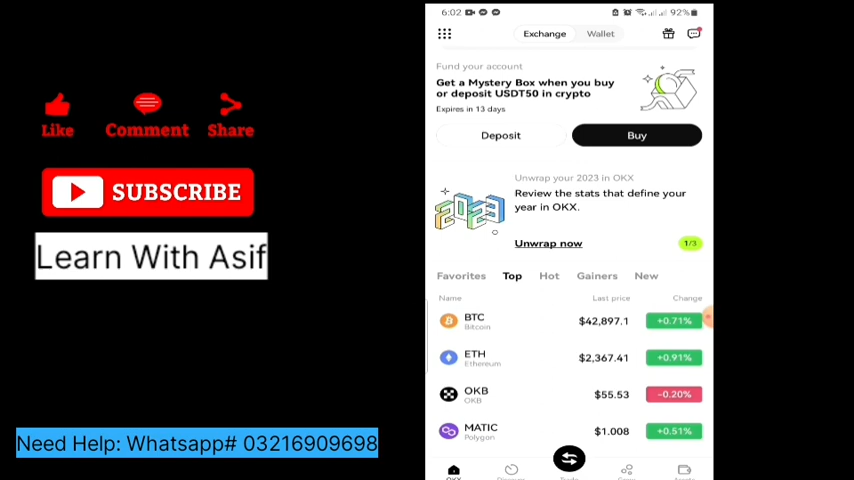 Like
Comment
Share
SUBSCRIBE
Learn With Asif
Need Help: Whatsapp# 03216909698
6:02
92%
Exchange
Wallet
Fund your account
Get a Mystery Box when you buy
or deposit USDT50 in crypto
Expires in 13 days
Deposit
Buy
2023
Unwrap your 2023 in OKX
Review the stats that define your
year in OKX.
Unwrap now
1/3
Favorites Top Hot Gainers New
Name Last price Change
BTC $42,897.1 +0.71%
Bitcoin
ETH $2,367.41 +0.91%
Ethereum
OKB $55.53 -0.20%
OKB
MATIC $1.008 +0.51%
Polygon